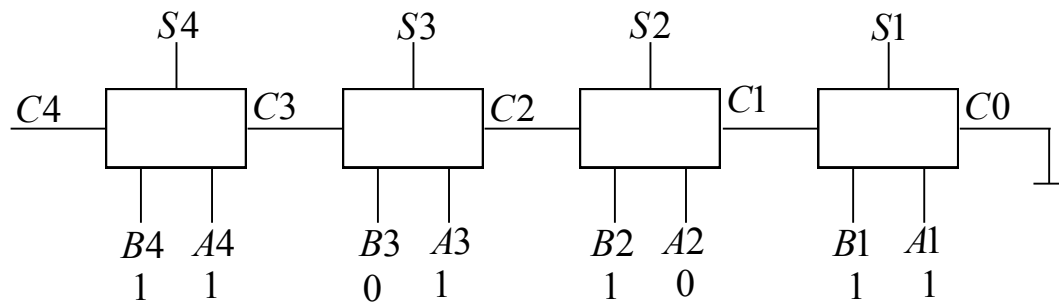 S4 S3 S2 S1
C4 C3 C2 C1 C0
B4 A4 B3 A3 B2 A2 B1 A1
1 1 0 1 1 0 1 1